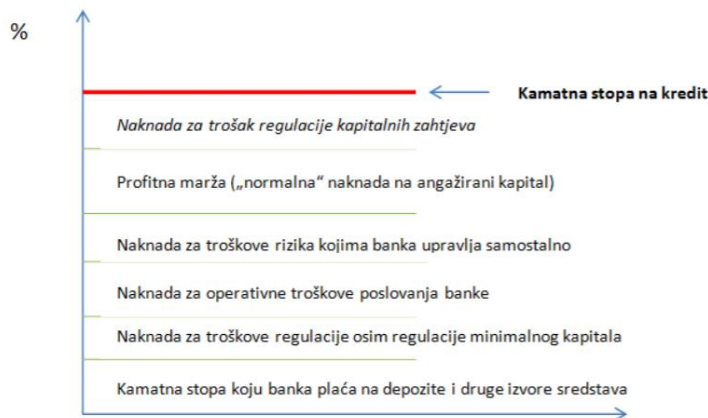 %
Kamatna stopa na kredit
Naknada za trošak regulacije kapitalnih zahtjeva
Profitna marža („normalna“ naknada na angažirani kapital)
Naknada za troškove rizika kojima banka upravlja samostalno
Naknada za operativne troškove poslovanja banke
Naknada za troškove regulacije osim regulacije minimalnog kapitala
Kamatna stopa koju banka plaća na depozite i druge izvore sredstava